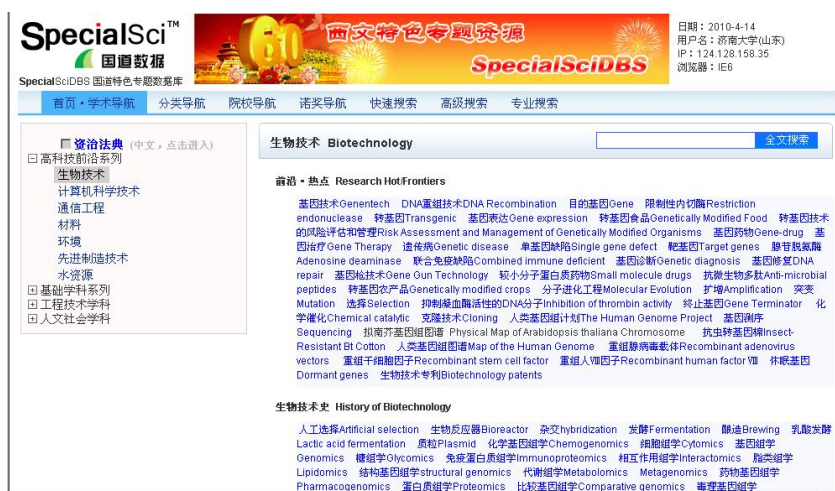 SpecialSci™
国道数据
SpecialSciDBS 国道特色专题数据库
60
西文特色专题资源
SpecialSciDBS
日期：2010-4-14
用户名：济南大学(山东)
IP：124.128.158.35
浏览器：IE6
首页·学术导航 分类导航 院校导航 诺奖导航 快速搜索 高级搜索 专业搜索
资治法典 (中文，点击进入)
高科技前沿系列
生物技术
计算机科学技术
通信工程
材料
环境
先进制造技术
水资源
基础学科系列
工程技术学科
人文社会学科
生物技术 Biotechnology
全文搜索
前沿·热点 Research Hot/Frontiers
基因技术Genentech DNA重组技术DNA Recombination 目的基因Gene 限制性内切酶Restriction
endonuclease 转基因Transgenic 基因表达Gene expression 转基因食品Genetically Modified Food 转基因技术
的风险评估和管理Risk Assessment and Management of Genetically Modified Organisms 基因药物Gene-drug 基
因治疗Gene Therapy 遗传病Genetic disease 单基因缺陷Single gene defect 靶基因Target genes 腺苷脱氨酶
Adenosine deaminase 联合免疫缺陷Combined immune deficient 基因诊断Genetic diagnosis 基因修复DNA
repair 基因枪技术Gene Gun Technology 较小分子蛋白质药物Small molecule drugs 抗微生物多肽Anti-microbial
peptides 转基因农产品Genetically modified crops 分子进化工程Molecular Evolution 扩增Amplification 突变
Mutation 选择Selection 抑制凝血酶活性的DNA分子Inhibition of thrombin activity 终止基因Gene Terminator 化
学催化Chemical catalytic 克隆技术Cloning 人类基因组计划The Human Genome Project 基因测序
Sequencing 拟南芥基因组图谱 Physical Map of Arabidopsis thaliana Chromosome 抗虫转基因棉Insect-
Resistant Bt Cotton 人类基因组图谱Map of the Human Genome 重组腺病毒载体Recombinant adenovirus
vectors 重组干细胞因子Recombinant stem cell factor 重组人Ⅷ因子Recombinant human factor Ⅷ 休眠基因
Dormant genes 生物技术专利Biotechnology patents
生物技术史 History of Biotechnology
人工选择Artificial selection 生物反应器Bioreactor 杂交hybridization 发酵Fermentation 酿造Brewing 乳酸发酵
Lactic acid fermentation 质粒Plasmid 化学基因组学Chemogenomics 细胞组学Cytomics 基因组学
Genomics 糖组学Glycomics 免疫蛋白质组学Immunoproteomics 相互作用组学Interactomics 脂类组学
Lipidomics 结构基因组学structural genomics 代谢组学Metabolomics Metagenomics 药物基因组学
Pharmacogenomics 蛋白质组学Proteomics 比较基因组学Comparative genomics 毒理基因组学